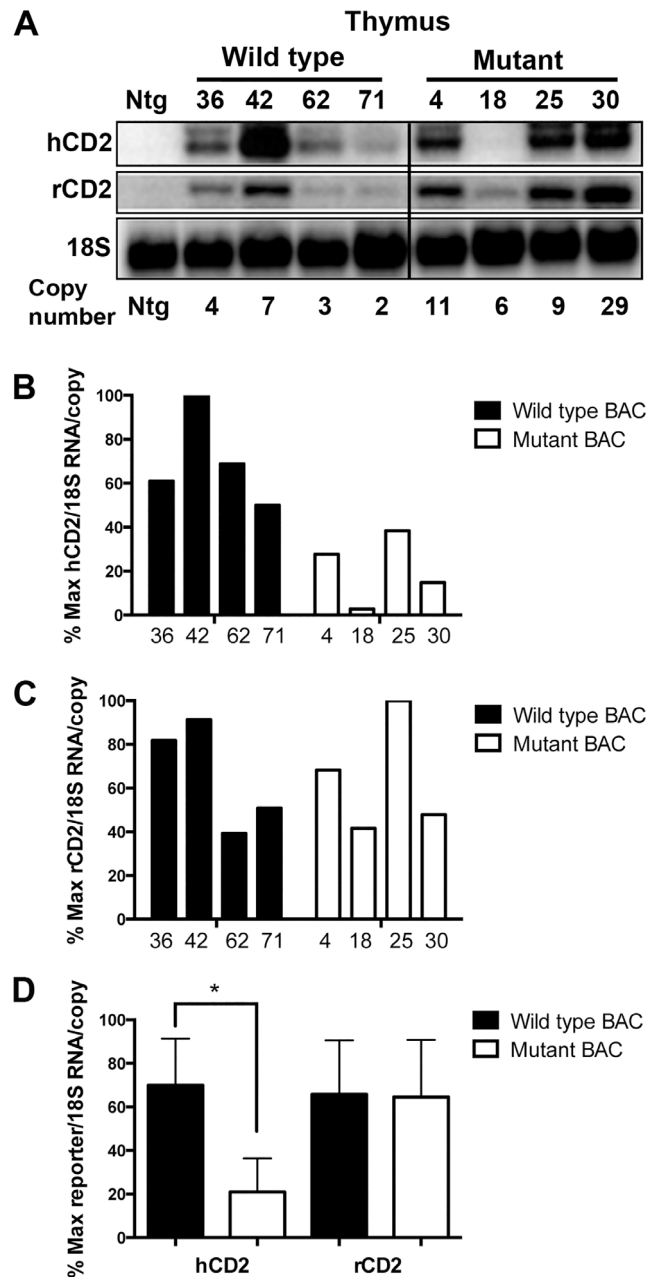 A
Thymus
Wild type Mutant
Ntg 36 42 62 71 4 18 25 30
hCD2
rCD2
18S
Copy number Ntg 4 7 3 2 11 6 9 29
B
% Max hCD2/18S RNA/copy
100
80
60
40
20
0
36 42 62 71 4 18 25 30
Wild type BAC
Mutant BAC
C
% Max rCD2/18S RNA/copy
100
80
60
40
20
0
36 42 62 71 4 18 25 30
Wild type BAC
Mutant BAC
D
% Max reporter/18S RNA/copy
100
80
60
40
20
0
*
hCD2 rCD2
Wild type BAC
Mutant BAC